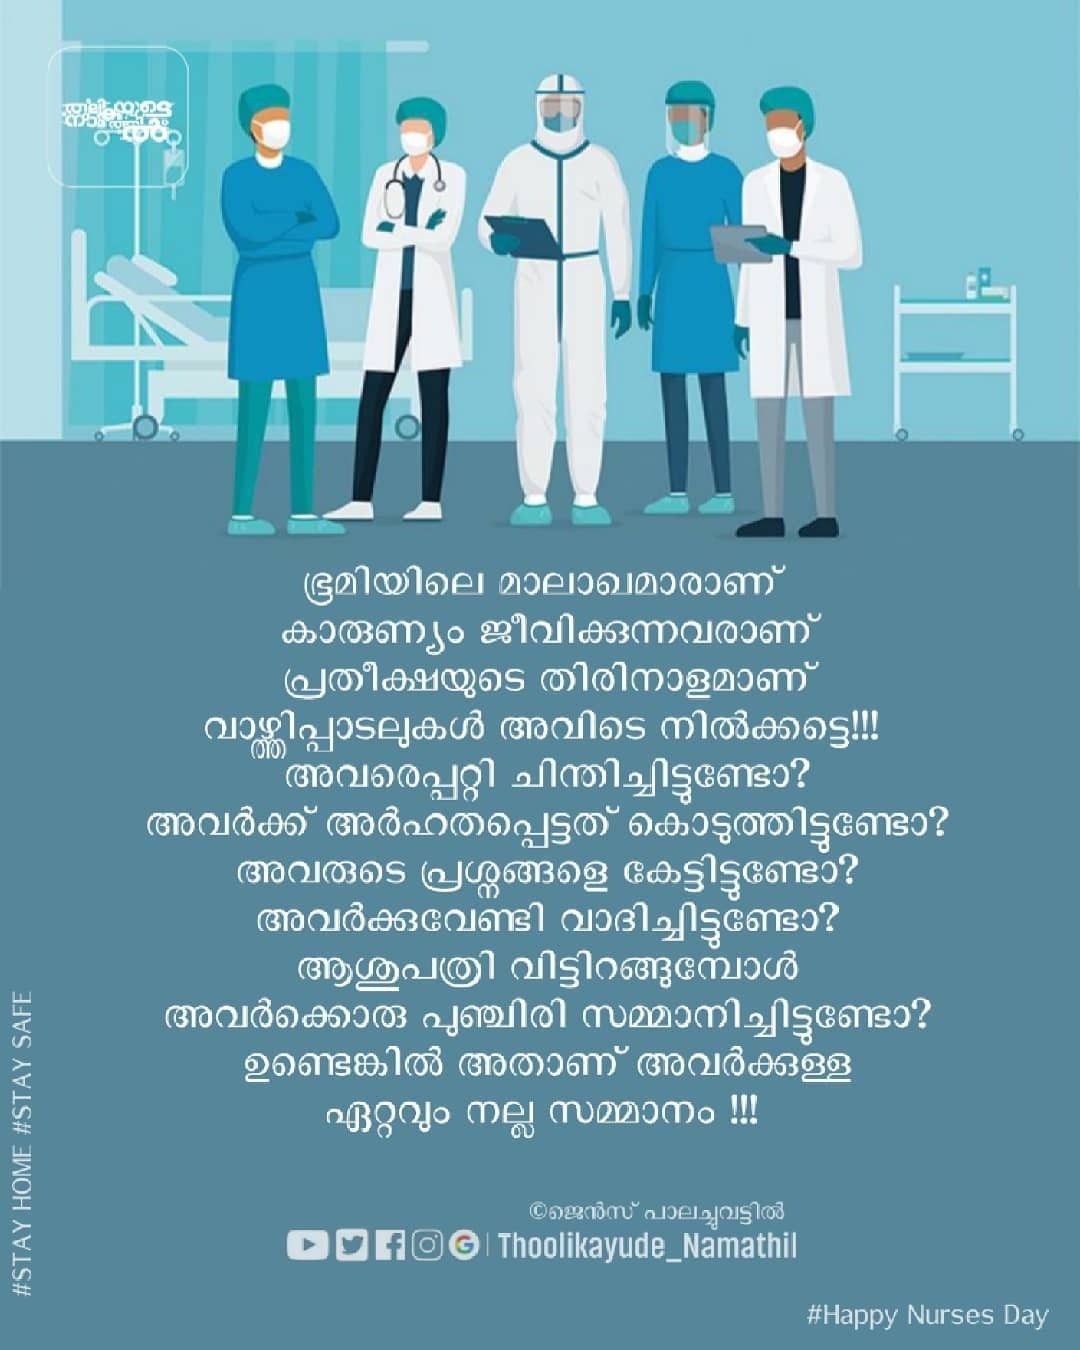 ഭൂമിയിലെ മാലാഖമാരാണ്
കാരുണ്യം ജീവിക്കുന്നവരാണ്
പ്രതീക്ഷയുടെ തിരിനാളമാണ്
വാഴ്ത്തിപ്പാടലുകൾ അവിടെ നിൽക്കട്ടെ!!!
അവരെപ്പറ്റി ചിന്തിച്ചിട്ടുണ്ടോ?
അവർക്ക് അർഹതപ്പെട്ടത് കൊടുത്തിട്ടുണ്ടോ?
അവരുടെ പ്രശ്നങ്ങളെ കേട്ടിട്ടുണ്ടോ?
അവർക്കുവേണ്ടി വാദിച്ചിട്ടുണ്ടോ?
ആശുപത്രി വിട്ടിറങ്ങുമ്പോൾ
അവർക്കൊരു പുഞ്ചിരി സമ്മാനിച്ചിട്ടുണ്ടോ?
ഉണ്ടെങ്കിൽ അതാണ് അവർക്കുള്ള
ഏറ്റവും നല്ല സമ്മാനം !!!
©ജെൻസ് പാലച്ചുവട്ടിൽ
Thoolikayude_Namathil
#STAY HOME #STAY SAFE
#Happy Nurses Day